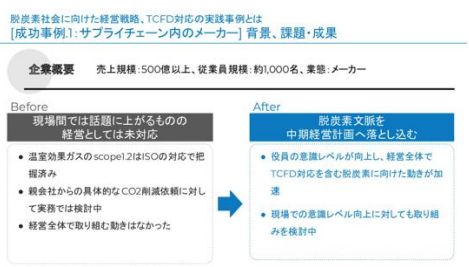 脱炭素社会に向けた経営戦略、TCFD対応の実践事例とは
[成功事例.1:サプライチェーン内のメーカー] 背景、課題・成果
企業概要 売上規模:500億以上、従業員規模:約1,000名、業態:メーカー
Before
現場間では話題に上がるものの
経営としては未対応
● 温室効果ガスのscope1.2はISOの対応で把
握済み
● 親会社からの具体的なCO2削減依頼に対し
て実務では検討中
● 経営全体で取り組む動きはなかった
After
脱炭素文脈を
中期経営計画へ落とし込む
● 役員の意識レベルが向上し、経営全体で
TCFD対応を含む脱炭素に向けた動きが加
速
● 現場での意識レベル向上に対しても取り組
みを検討中